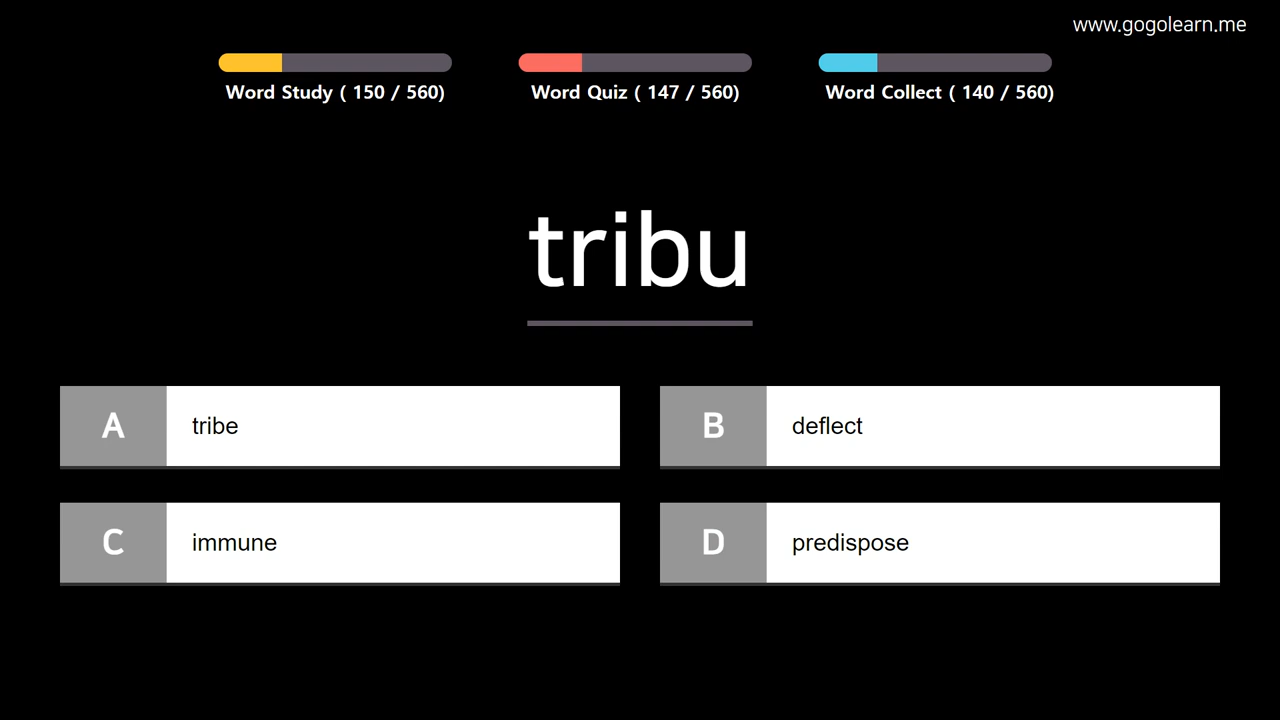 www.gogolearn.me
Word Study ( 150 / 560) Word Quiz ( 147 / 560) Word Collect ( 140 / 560)
tribu
A tribe B deflect
C immune D predispose